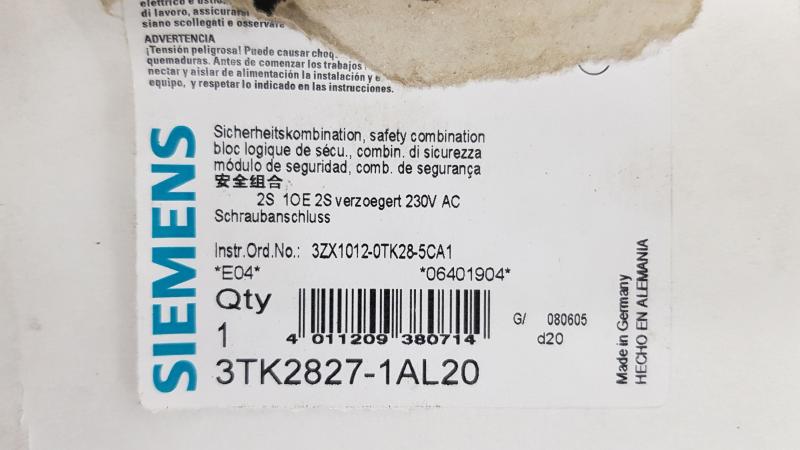 di lavoro, assicurarsi
siano scollegati e osservare
ADVERTENCIA
¡Tensión peligrosa! Puede causar choq
quemaduras. Antes de comenzar los trabajos
nectar y aislar de alimentación la instalación y e
equipo, y respetar lo indicado en las instrucciones.
SIEMENS
Sicherheitskombination, safety combination
bloc logique de sécu., combin. di sicurezza
módulo de seguridad, comb. de segurança
安全组合
2S 1OE 2S verzoegert 230V AC
Schraubanschluss
Instr.Ord.No.: 3ZX1012-0TK28-5CA1
*E04* *06401904*
Qty
1
4 011209 380714
G/ 080605
d20
3TK2827-1AL20
Made in Germany
HECHO EN ALEMANIA